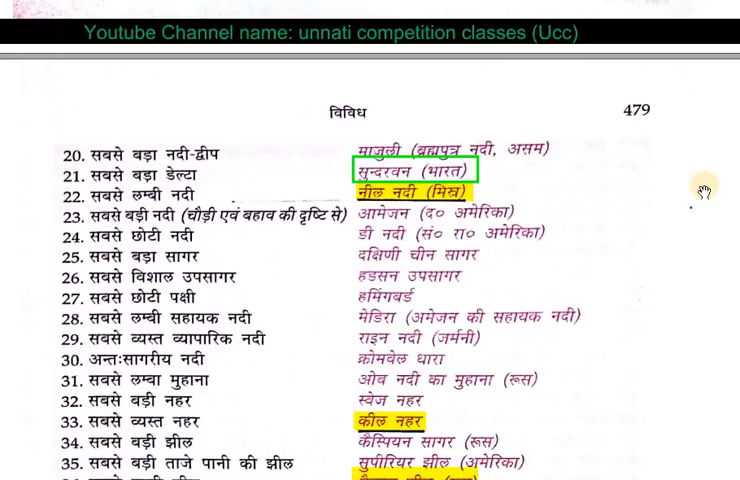 Youtube Channel name: unnati competition classes (Ucc)
विविध 479
20. सबसे बड़ा नदी-द्वीप माजुली (ब्रह्मपुत्र नदी, असम)
21. सबसे बड़ा डेल्टा सुन्दरवन (भारत)
22. सबसे लम्बी नदी नील नदी (मिस्र)
23. सबसे बड़ी नदी (चौड़ी एवं बहाव की दृष्टि से) आमेजन (द० अमेरिका)
24. सबसे छोटी नदी डी नदी (सं० रा० अमेरिका)
25. सबसे बड़ा सागर दक्षिणी चीन सागर
26. सबसे विशाल उपसागर हडसन उपसागर
27. सबसे छोटी पक्षी हमिंगबर्ड
28. सबसे लम्बी सहायक नदी मेडिरा (अमेजन की सहायक नदी)
29. सबसे व्यस्त व्यापारिक नदी राइन नदी (जर्मनी)
30. अन्तःसागरीय नदी क्रोमवेल धारा
31. सबसे लम्बा मुहाना ओब नदी का मुहाना (रूस)
32. सबसे बड़ी नहर स्वेज नहर
33. सबसे व्यस्त नहर कील नहर
34. सबसे बड़ी झील कैस्पियन सागर (रूस)
35. सबसे बड़ी ताजे पानी की झील सुपीरियर झील (अमेरिका)